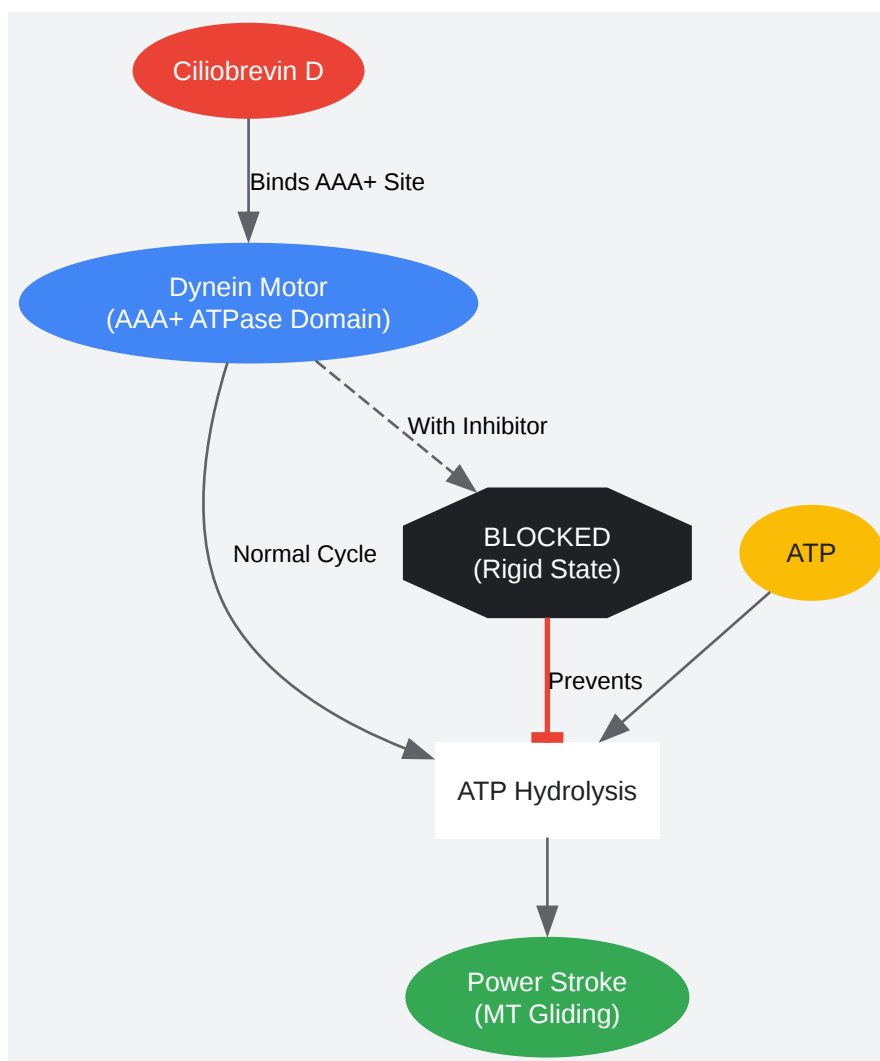 Ciliobrevin D
Binds AAA+ Site
Dynein Motor
(AAA+ ATPase Domain)
With Inhibitor
Normal Cycle
BLOCKED
(Rigid State)
ATP
Prevents
ATP Hydrolysis
Power Stroke
(MT Gliding)